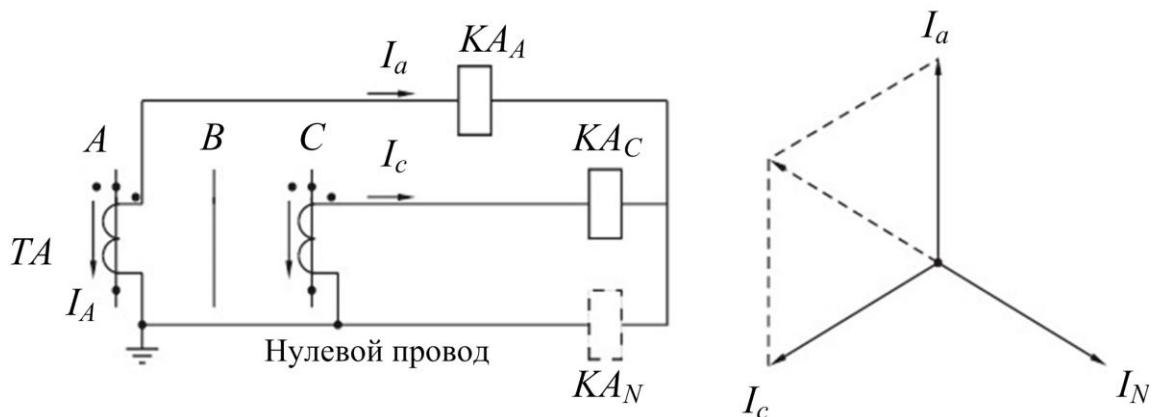 KA_A
I_a
A
B
C
KA_C
I_c
TA
I_A
Нулевой провод
KA_N
I_a
I_c
I_N